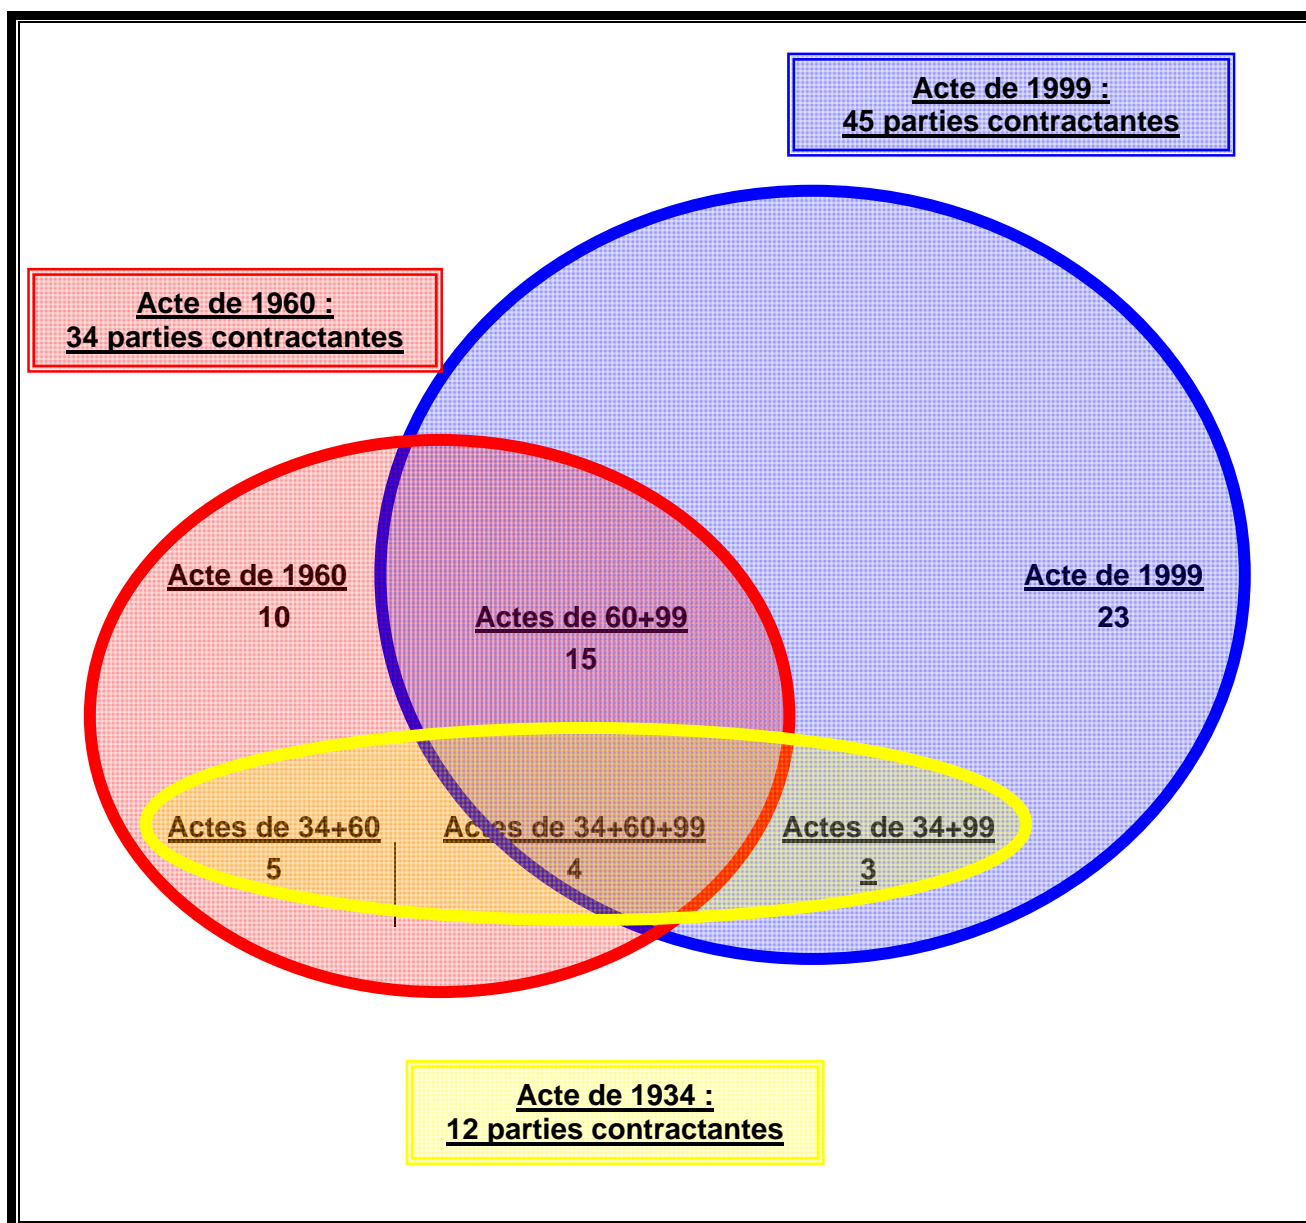 Acte de 1999 :
45 parties contractantes
Acte de 1960 :
34 parties contractantes
Acte de 1960
10
Actes de 60+99
15
Acte de 1999
23
Actes de 34+60
5
Actes de 34+60+99
4
Actes de 34+99
3
Acte de 1934 :
12 parties contractantes